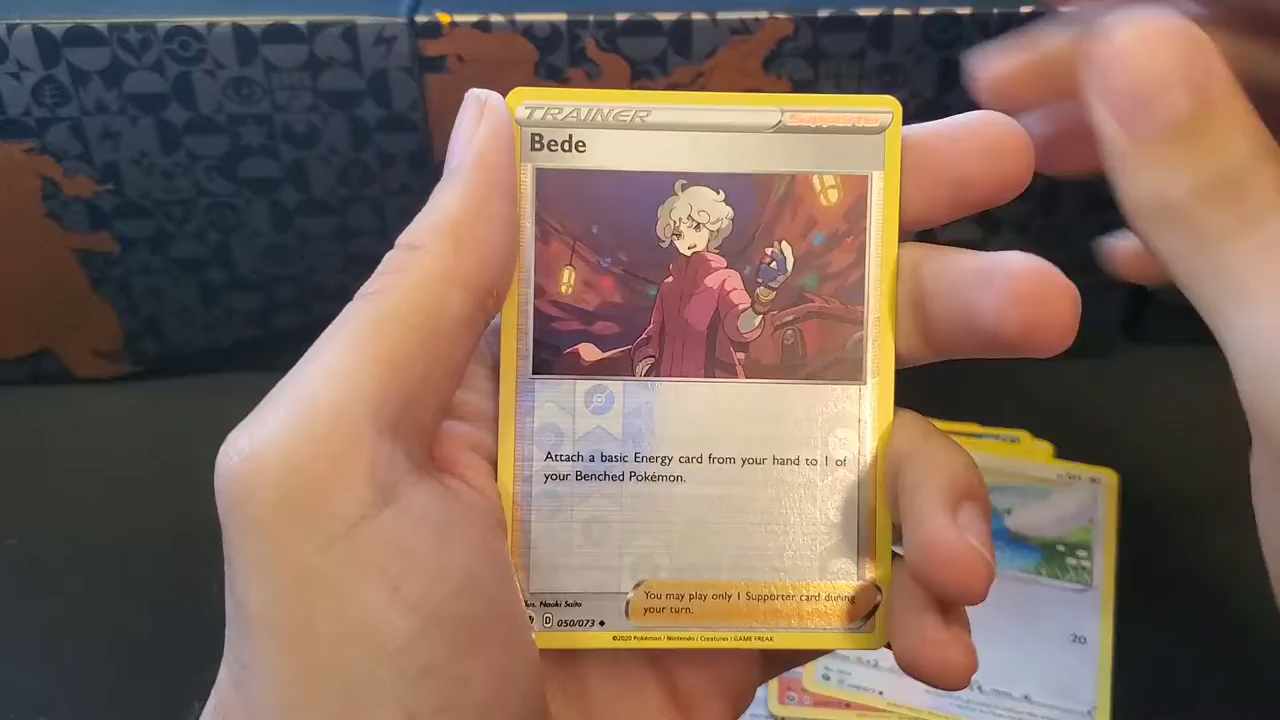 TRAINER
Supporter
Bede
Attach a basic Energy card from your hand to 1 of
your Benched Pokémon.
You may play only 1 Supporter card during
your turn.
Illus. Naoki Saito
D 050/073
©2020 Pokémon / Nintendo / Creatures / GAME FREAK
20